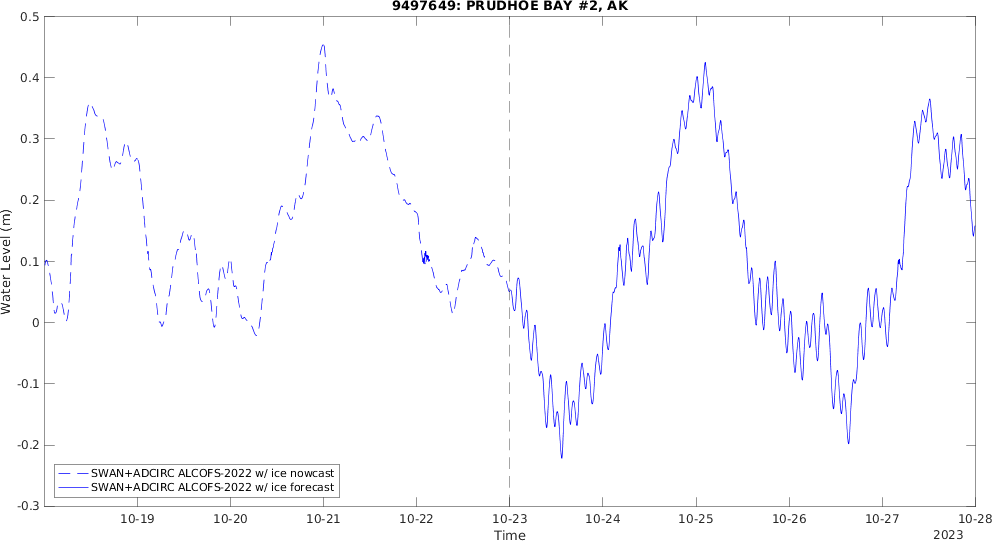 9497649: PRUDHOE BAY #2, AK
0.5
0.4
0.3
0.2
0.1
0
-0.1
-0.2
-0.3
Water Level (m)
SWAN+ADCIRC ALCOFS-2022 w/ ice nowcast
SWAN+ADCIRC ALCOFS-2022 w/ ice forecast
10-19 10-20 10-21 10-22 10-23 10-24 10-25 10-26 10-27 10-28
Time
2023